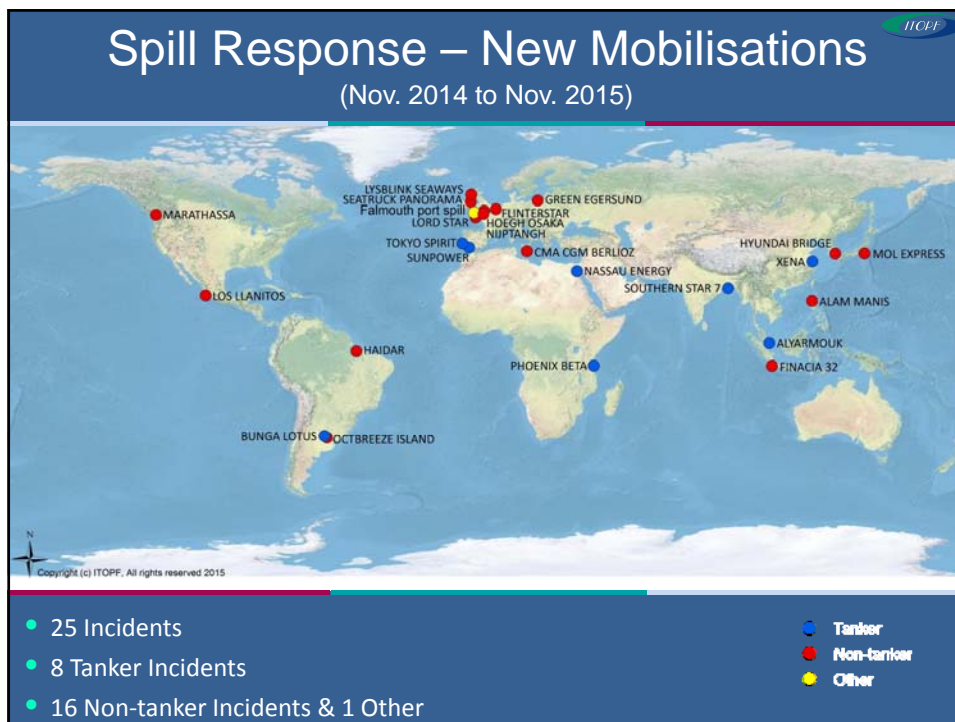 Spill Response – New Mobilisations
ITOPF
(Nov. 2014 to Nov. 2015)
LYSBLINK SEAWAYS
SEATRUCK PANORAMA
GREEN EGERSUND
MARATHASSA
Falmouth port spill
FLINTERSTAR
LORD STAR
HOEGH OSAKA
NIJPTANGH
TOKYO SPIRIT
SUNPOWER
CMA CGM BERLIOZ
HYUNDAI BRIDGE
MOL EXPRESS
XENA
NASSAU ENERGY
SOUTHERN STAR 7
LOS LLANITOS
ALAM MANIS
HAIDAR
ALYARMOUK
PHOENIX BETA
FINACIA 32
BUNGA LOTUS
OCTBREEZE ISLAND
N
Copyright (c) ITOPF, All rights reserved 2015
• 25 Incidents
• 8 Tanker Incidents
• 16 Non-tanker Incidents & 1 Other
Tanker
Non-tanker
Other